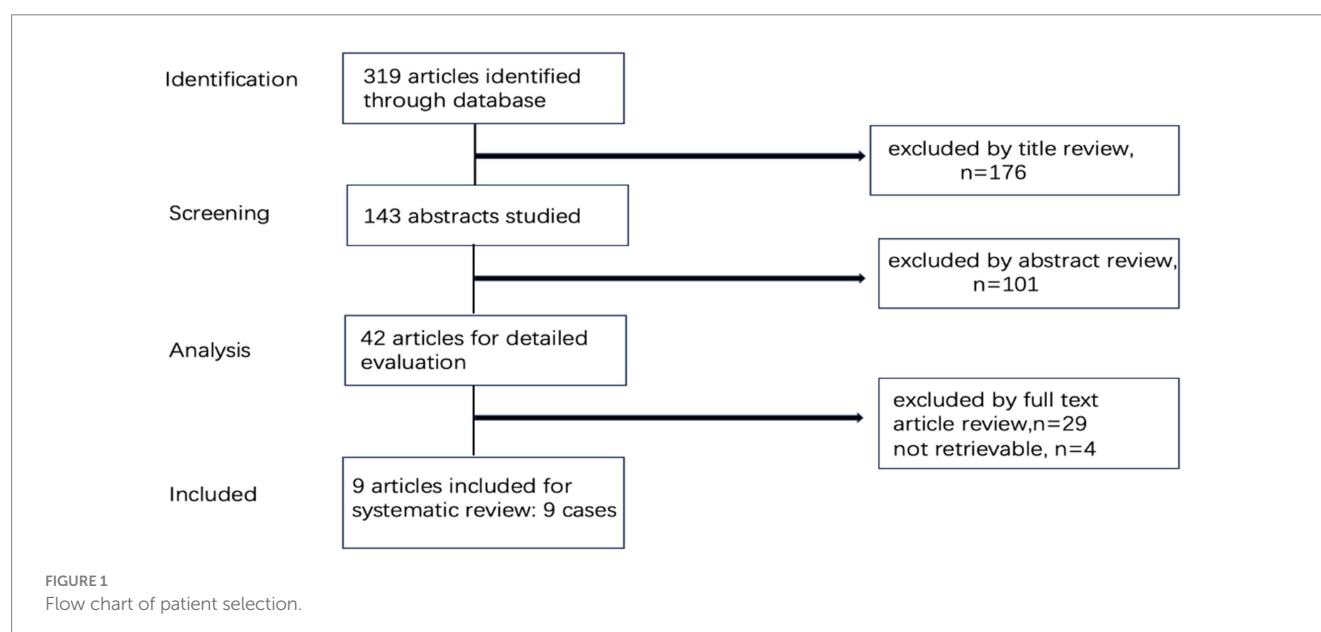 Identification
319 articles identified
through database
excluded by title review,
n=176
Screening
143 abstracts studied
excluded by abstract review,
n=101
Analysis
42 articles for detailed
evaluation
excluded by full text
article review,n=29
not retrievable, n=4
Included
9 articles included for
systematic review: 9 cases
FIGURE 1
Flow chart of patient selection.